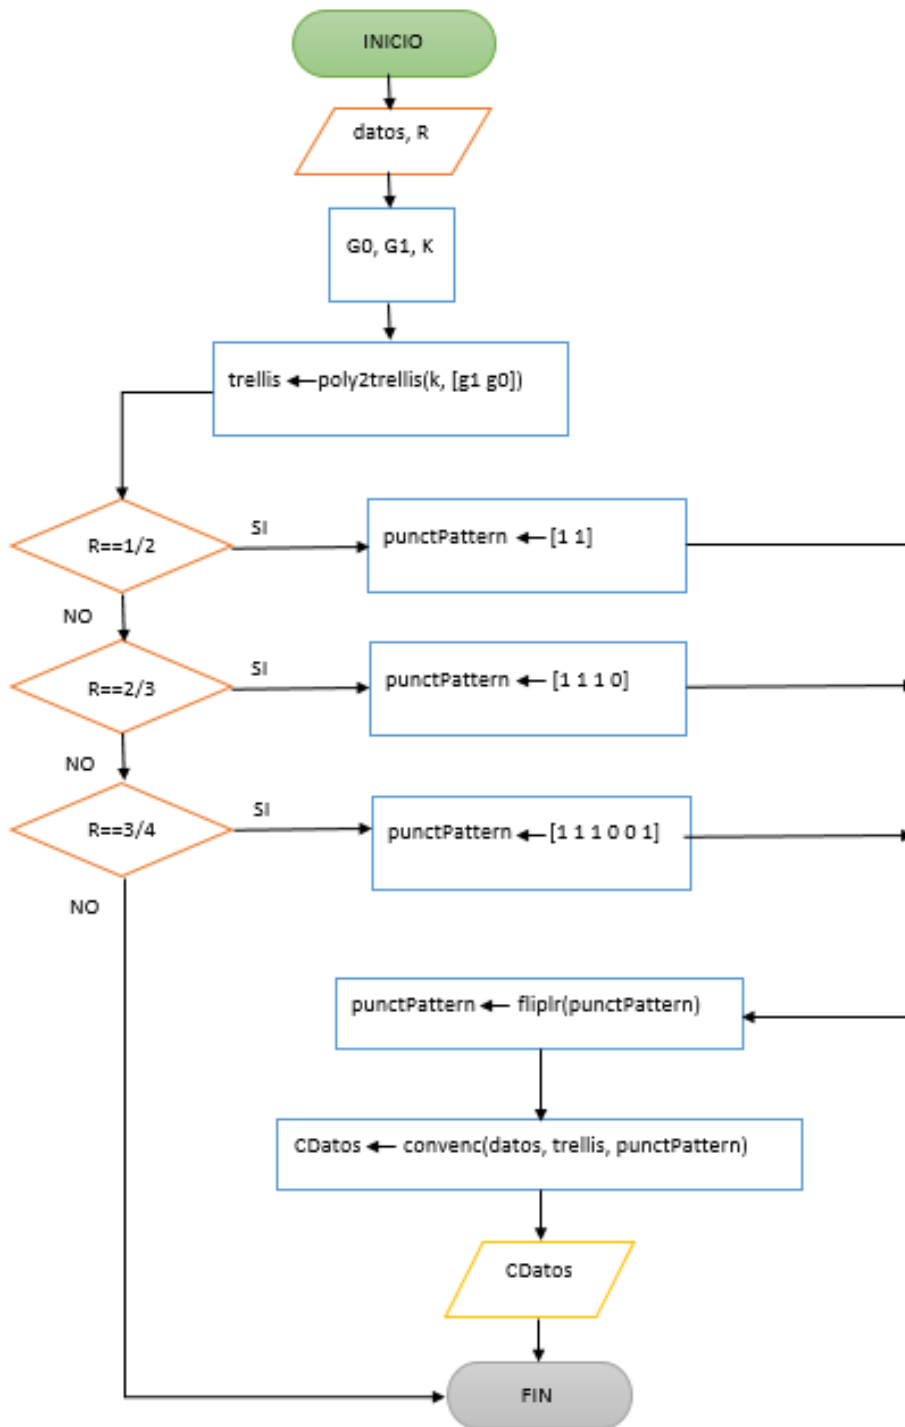 INICIO
datos, R
G0, G1, K
trellis ← poly2trellis(k, [g1 g0])
R==1/2
SI
punctPattern ← [1 1]
NO
R==2/3
SI
punctPattern ← [1 1 1 0]
NO
R==3/4
SI
punctPattern ← [1 1 1 0 0 1]
NO
punctPattern ← fliplr(punctPattern)
CDatos ← convenc(datos, trellis, punctPattern)
CDatos
FIN